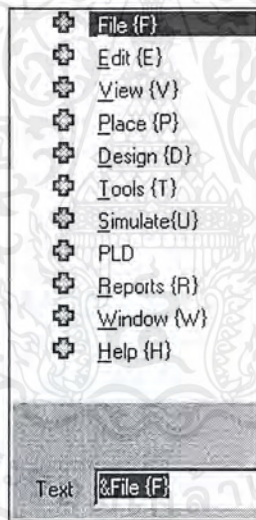 File {F}
Edit {E}
View {V}
Place {P}
Design {D}
Tools {T}
Simulate{U}
PLD
Reports {R}
Window {W}
Help {H}
Text &File {F}